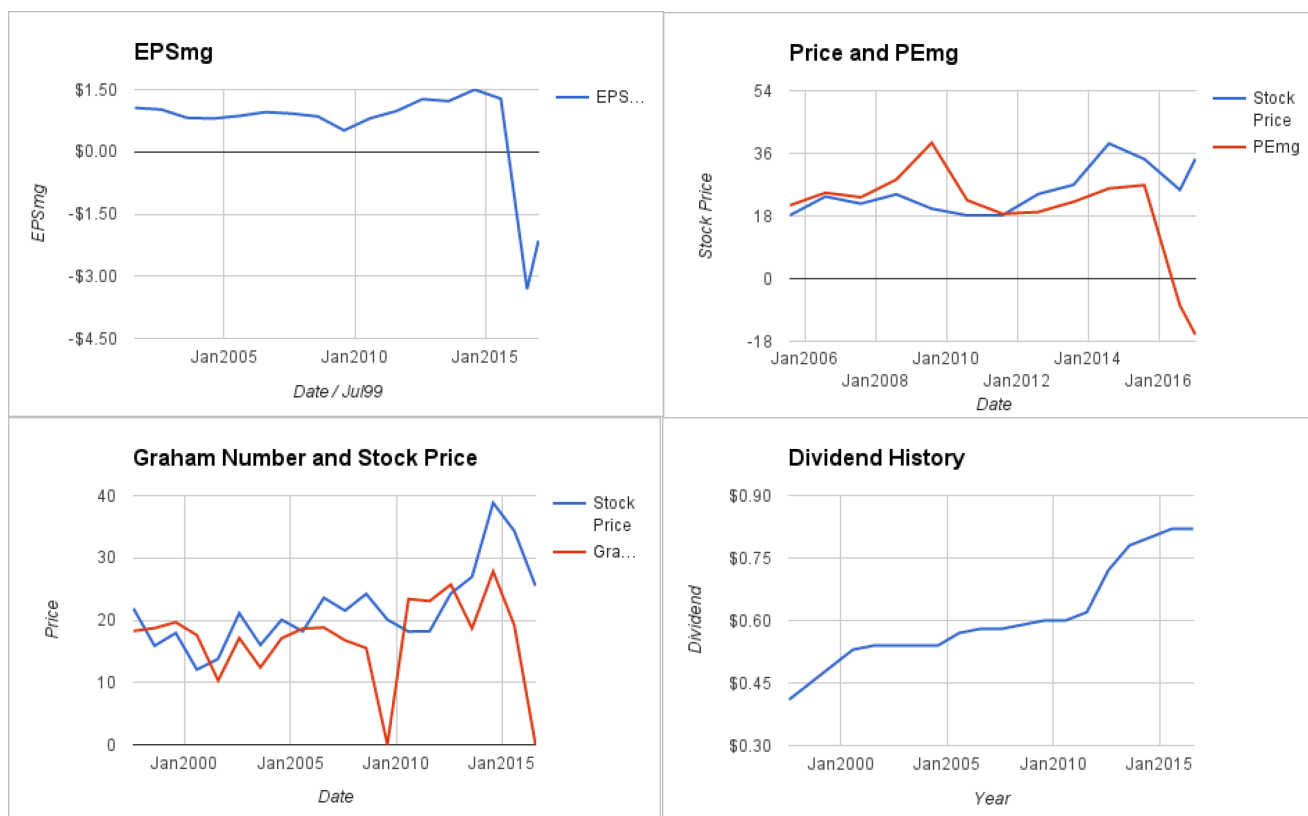 EPSmg
$1.50
$0.00
-$1.50
-$3.00
-$4.50
EPSmg
EPS...
Jan2005
Jan2010
Jan2015
Date / Jul99
Price and PEmg
54
36
18
0
-18
Stock Price
Stock
Price
PEmg
Jan2006
Jan2008
Jan2010
Jan2012
Jan2014
Jan2016
Date
Graham Number and Stock Price
40
30
20
10
0
Price
Stock
Price
Gra...
Jan2000
Jan2005
Jan2010
Jan2015
Date
Dividend History
$0.90
$0.75
$0.60
$0.45
$0.30
Dividend
Jan2000
Jan2005
Jan2010
Jan2015
Year